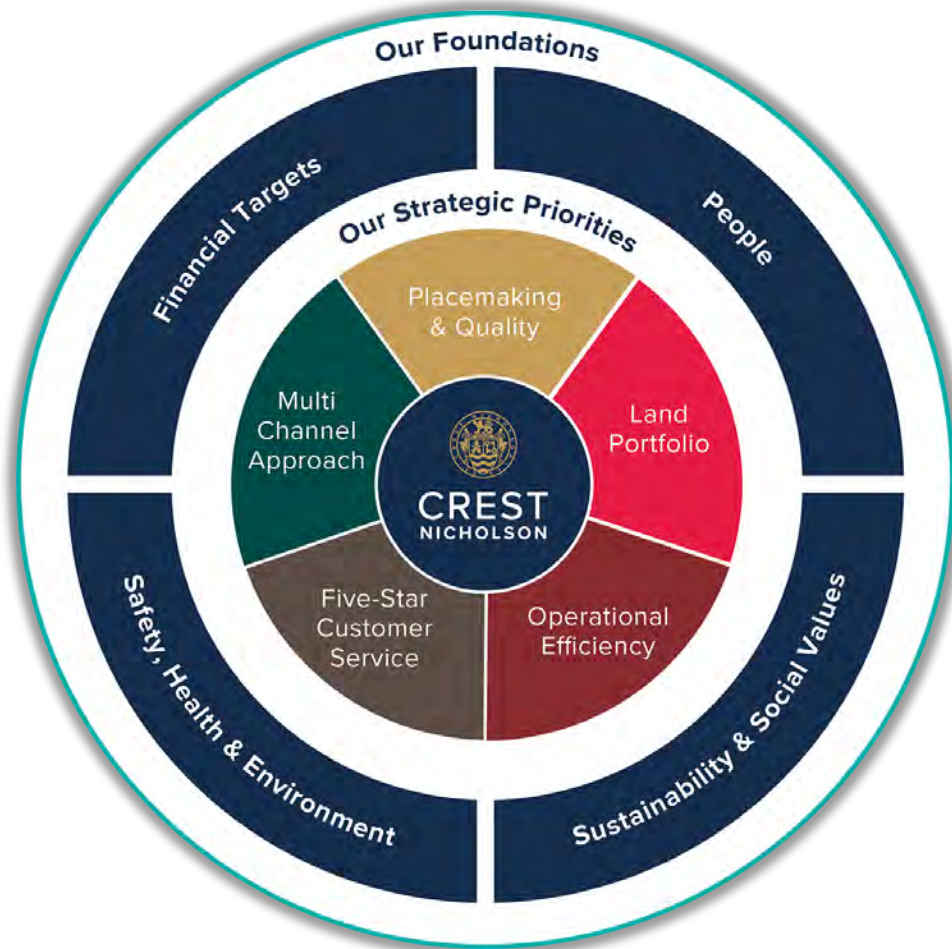 Our Foundations
Financial Targets
People
Our Strategic Priorities
Placemaking
& Quality
Multi
Channel
Approach
Land
Portfolio
CREST
NICHOLSON
Five-Star
Customer
Service
Operational
Efficiency
Safety, Health & Environment
Sustainability & Social Values